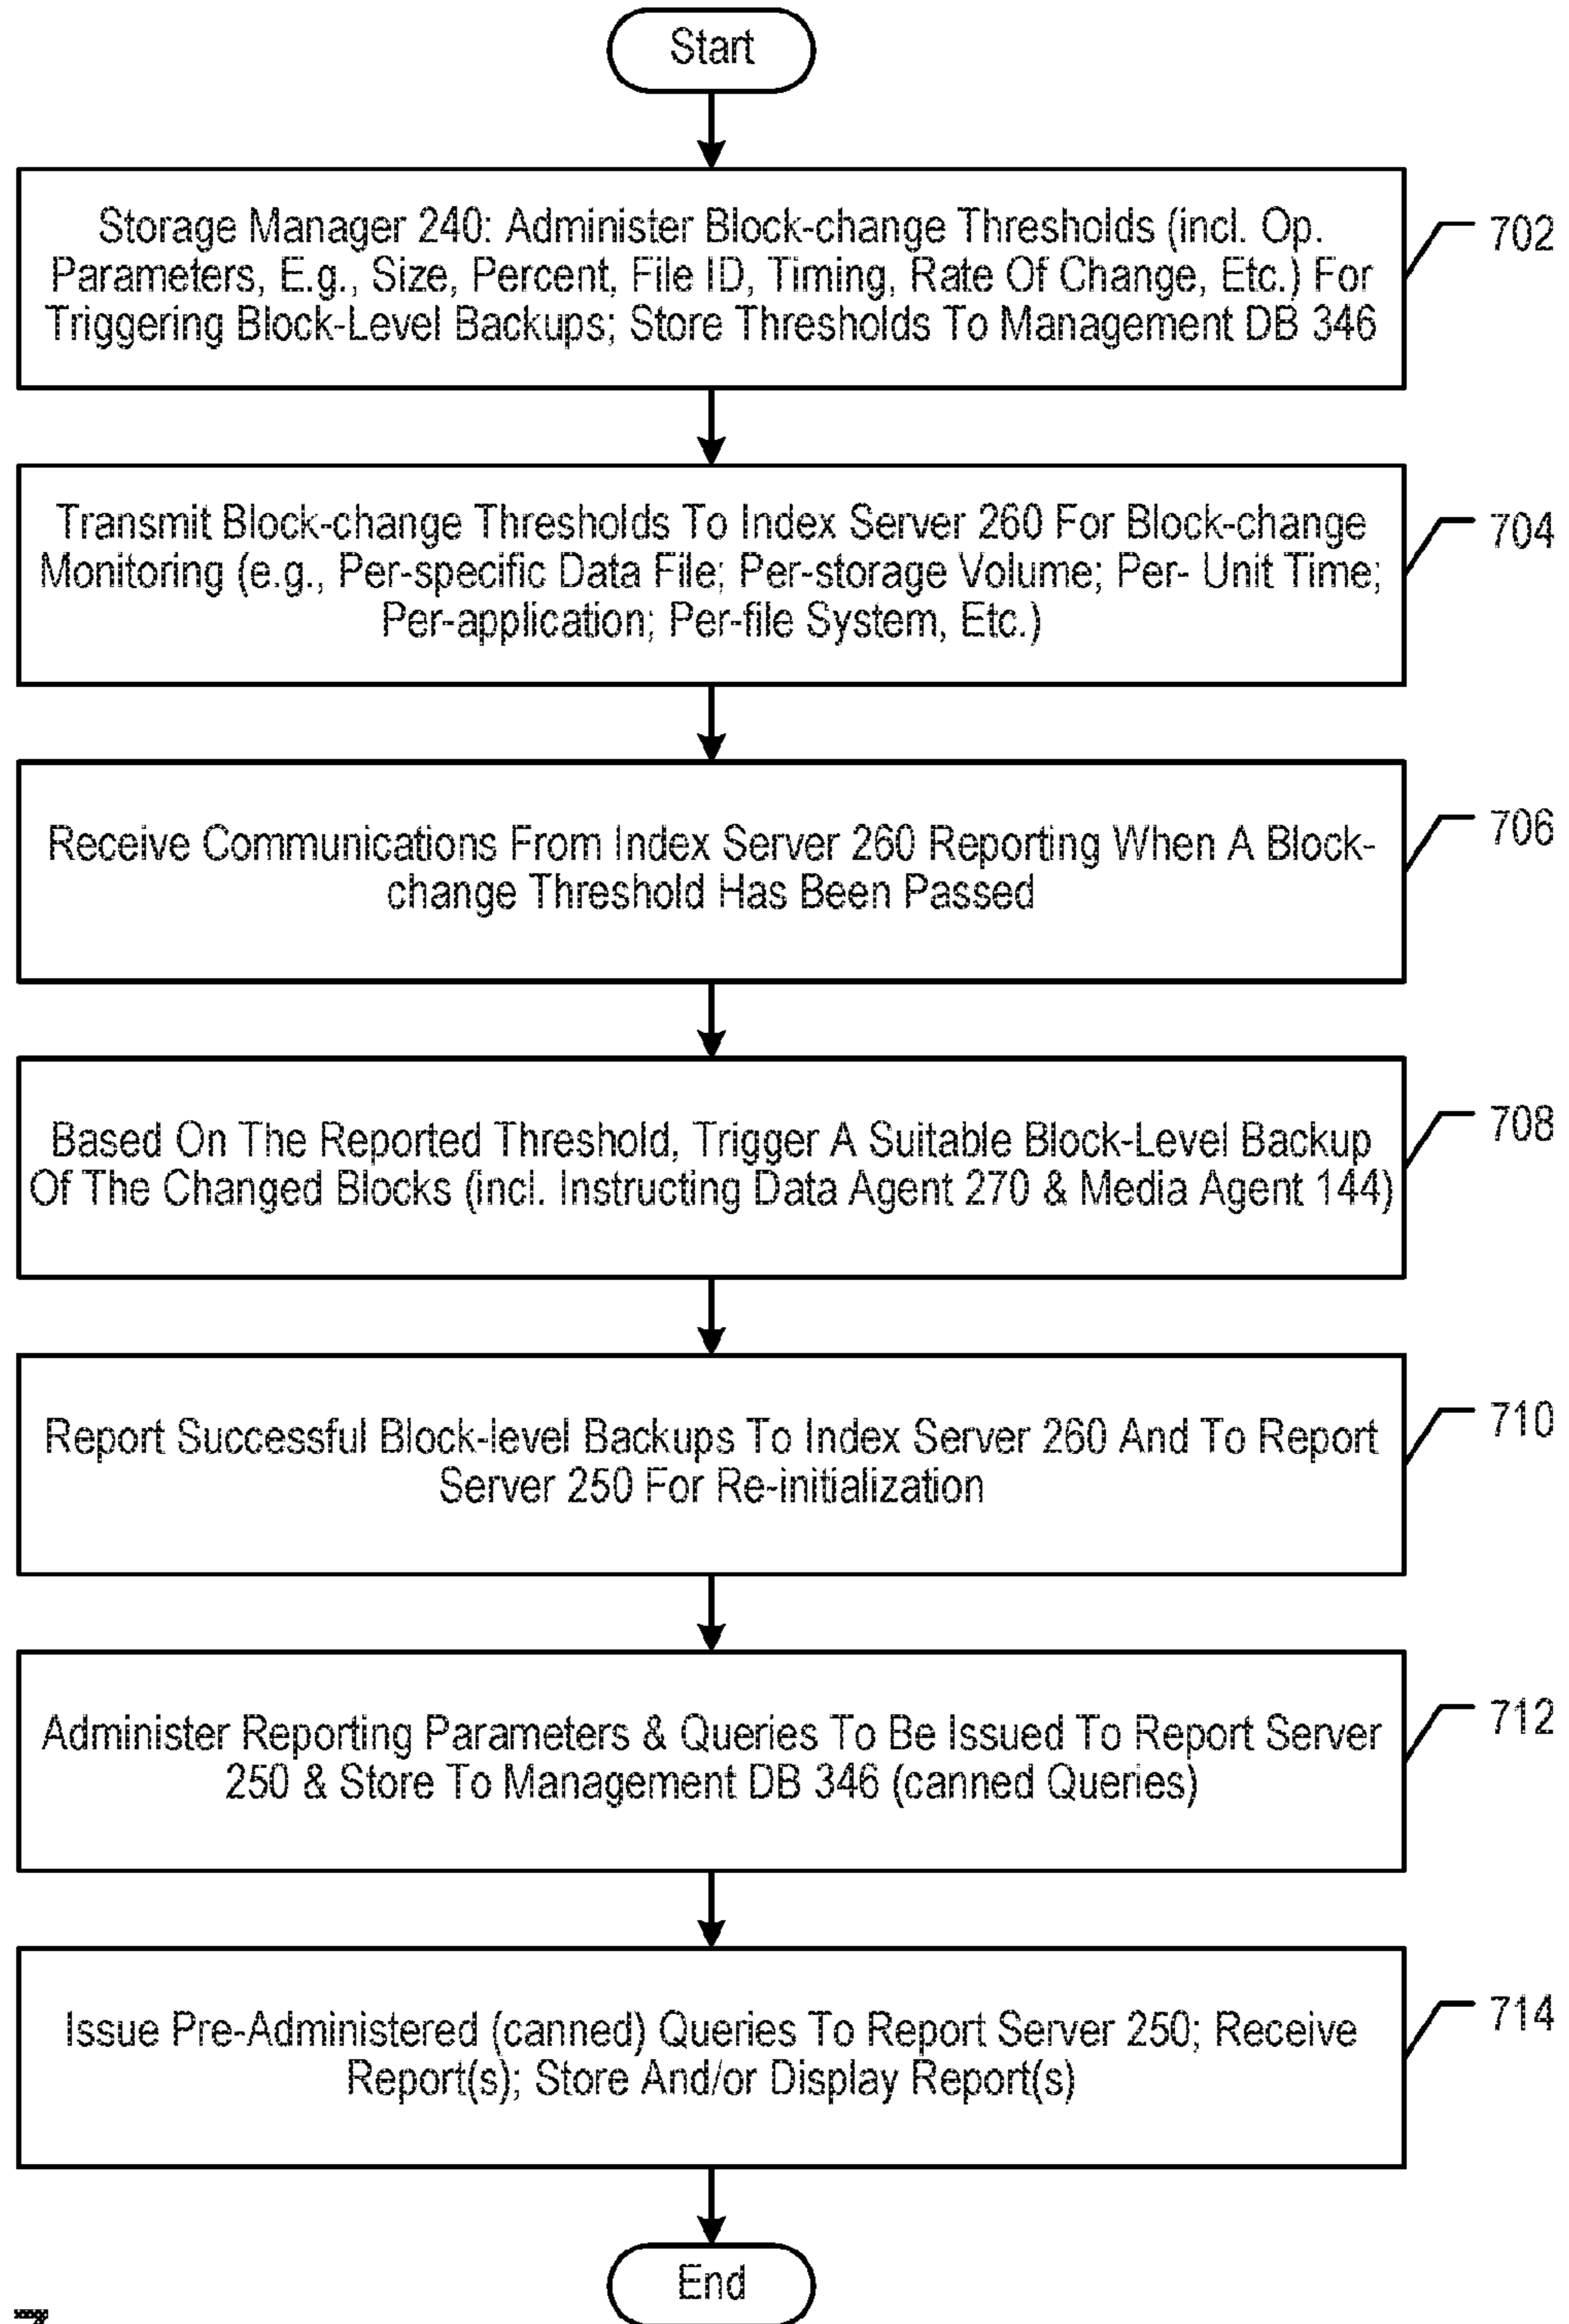 Start
Storage Manager 240: Administer Block-change Thresholds (incl. Op.
Parameters, E.g., Size, Percent, File ID, Timing, Rate Of Change, Etc.) For
Triggering Block-Level Backups; Store Thresholds To Management DB 346
702
Transmit Block-change Thresholds To Index Server 260 For Block-change
Monitoring (e.g., Per-specific Data File; Per-storage Volume; Per- Unit Time;
Per-application; Per-file System, Etc.)
704
Receive Communications From Index Server 260 Reporting When A Block-
change Threshold Has Been Passed
706
Based On The Reported Threshold, Trigger A Suitable Block-Level Backup
Of The Changed Blocks (incl. Instructing Data Agent 270 & Media Agent 144)
708
Report Successful Block-level Backups To Index Server 260 And To Report
Server 250 For Re-initialization
710
Administer Reporting Parameters & Queries To Be Issued To Report Server
250 & Store To Management DB 346 (canned Queries)
712
Issue Pre-Administered (canned) Queries To Report Server 250; Receive
Report(s); Store And/or Display Report(s)
714
End